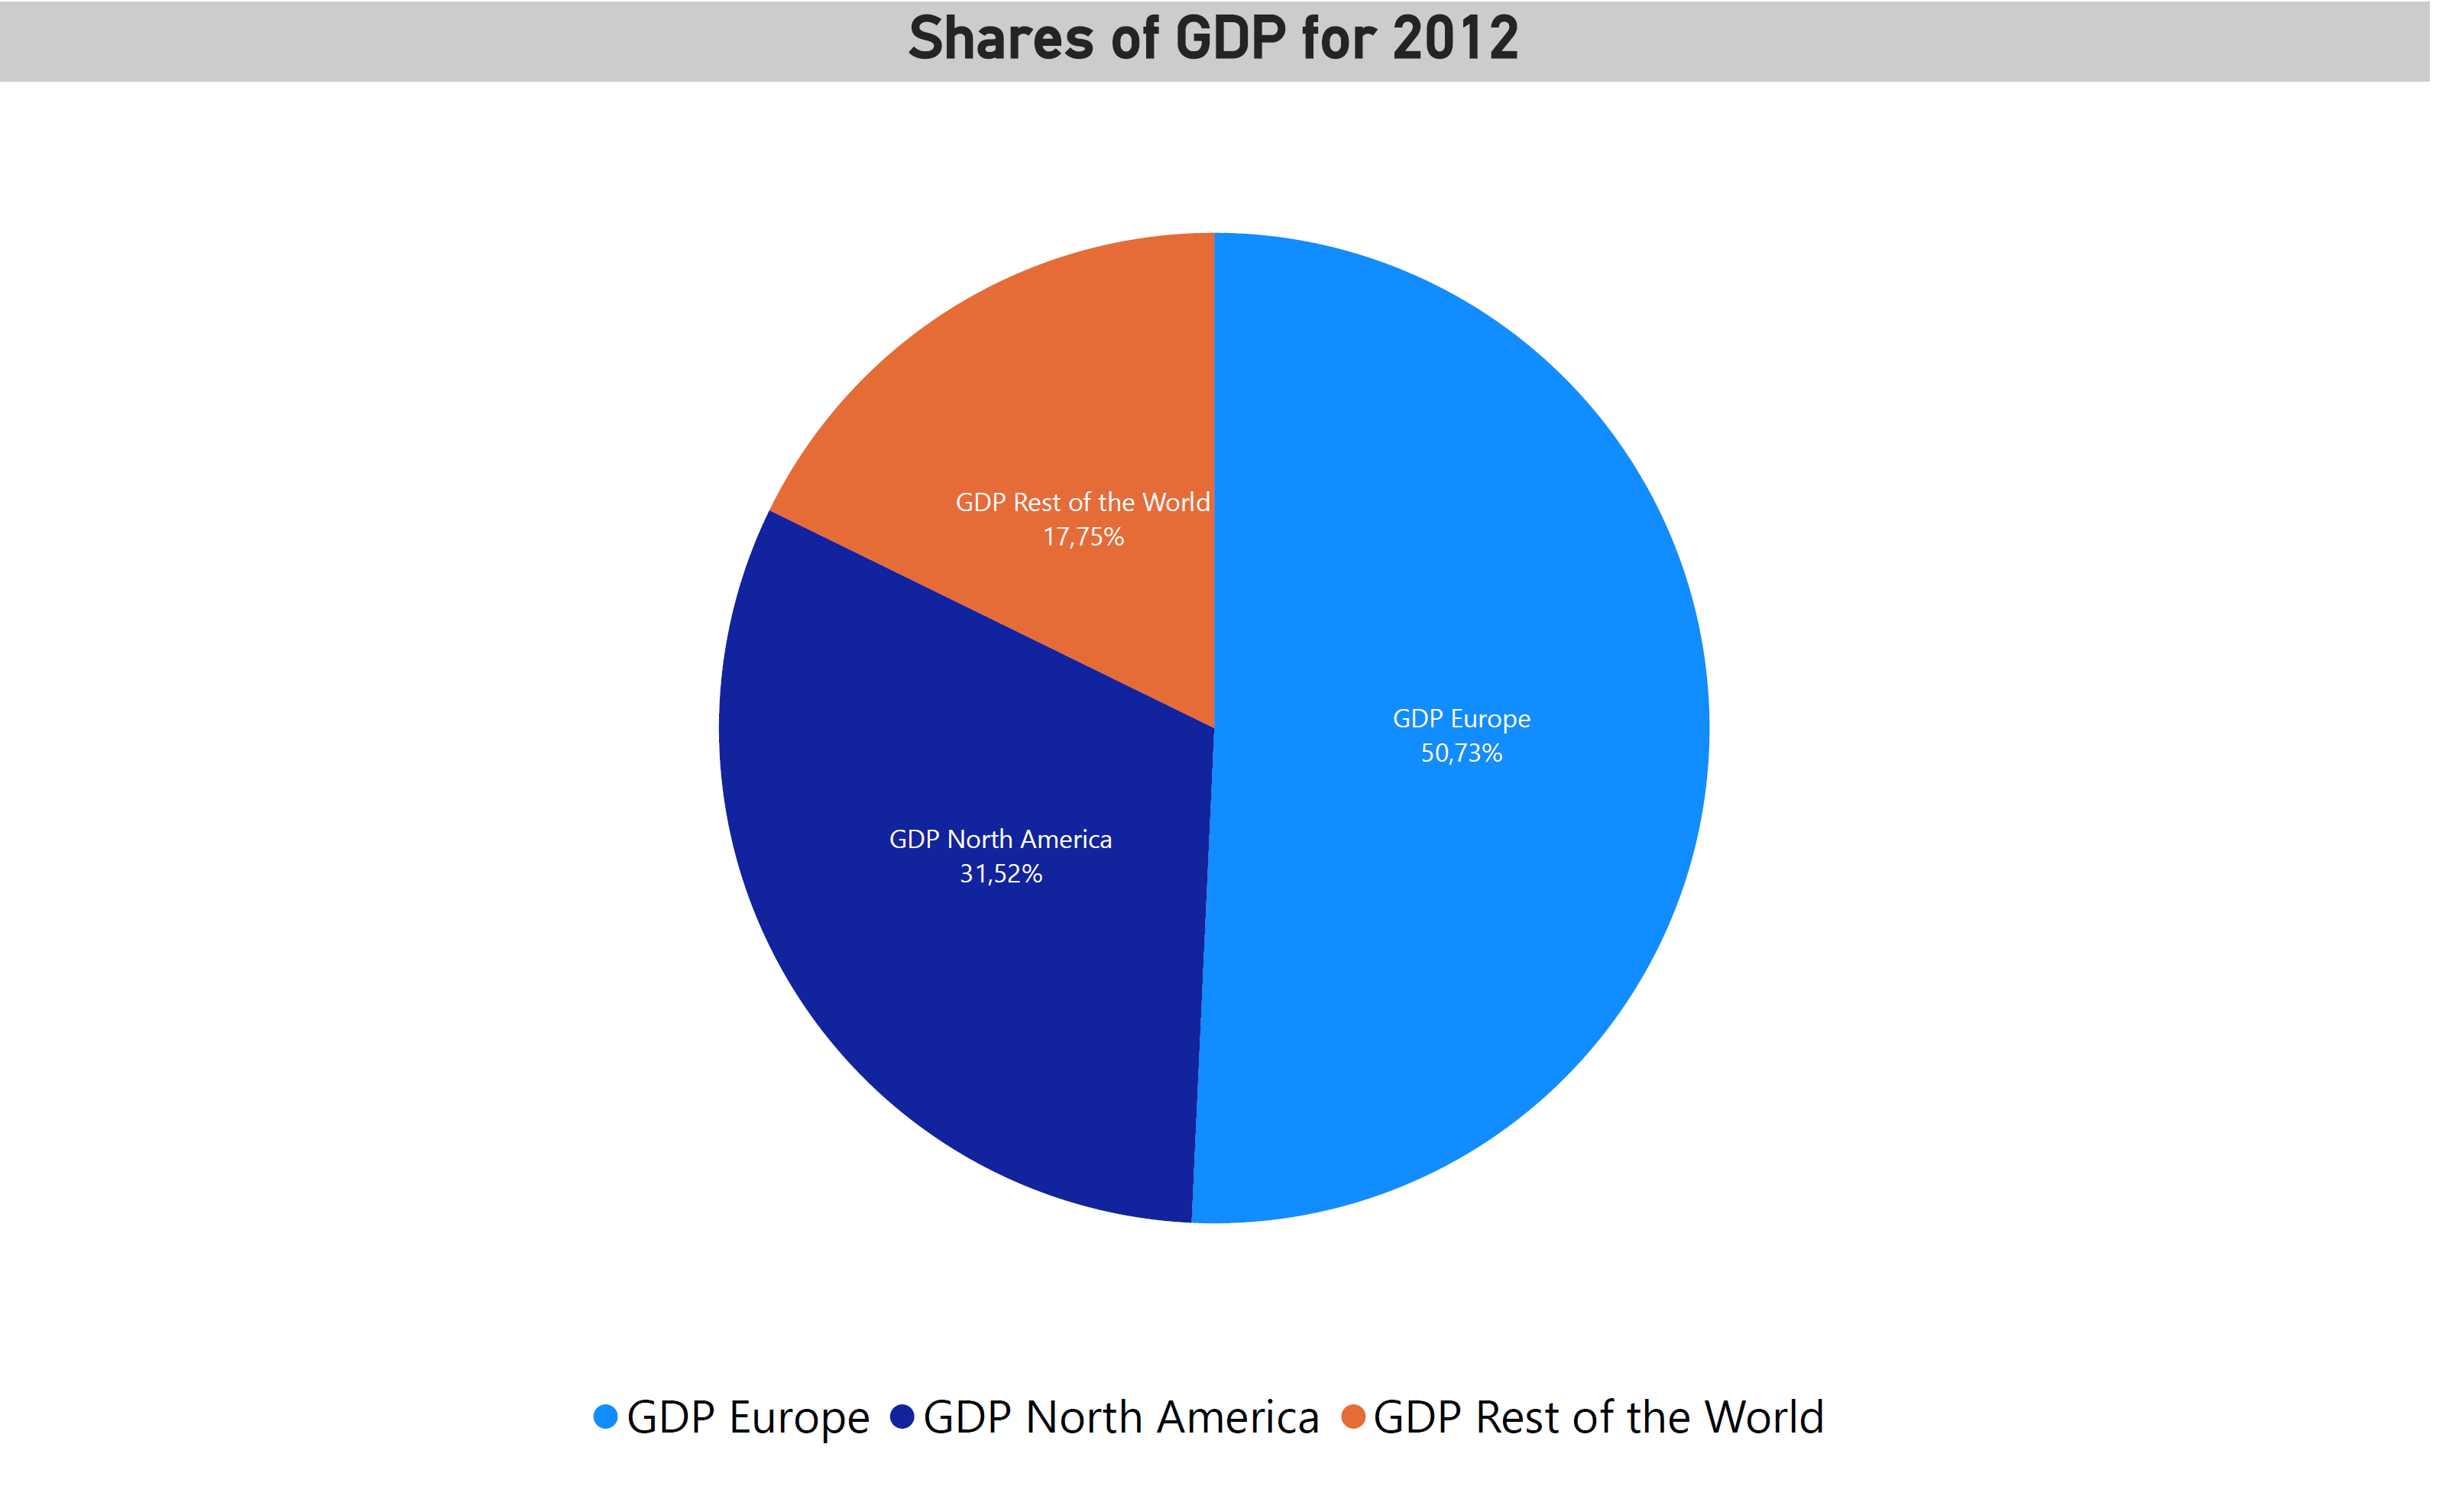 Shares of GDP for 2012
GDP Rest of the World
17,75%
GDP Europe
50,73%
GDP North America
31,52%
GDP Europe GDP North America GDP Rest of the World